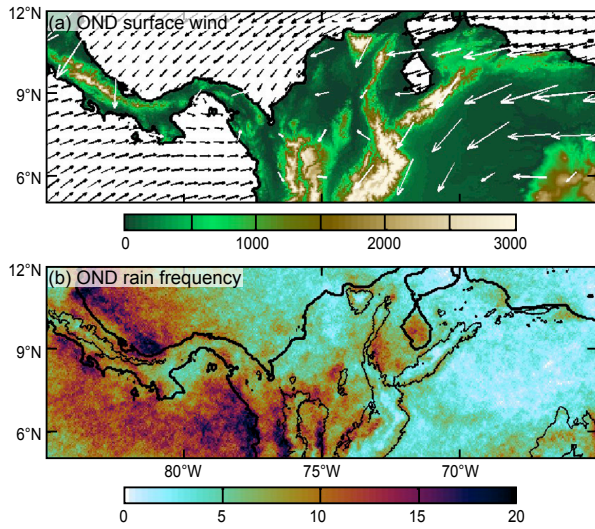 (a) OND surface wind
12°N
9°N
6°N
0 1000 2000 3000
(b) OND rain frequency
12°N
9°N
6°N
80°W 75°W 70°W
0 5 10 15 20